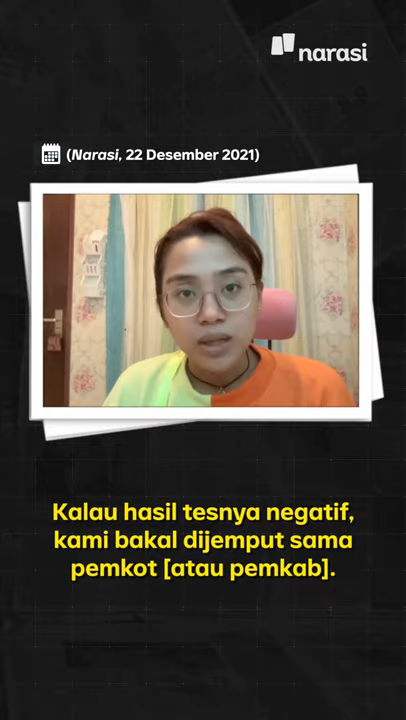 narasi
(Narasi, 22 Desember 2021)
Kalau hasil tesnya negatif,
kami bakal dijemput sama
pemkot [atau pemkab].